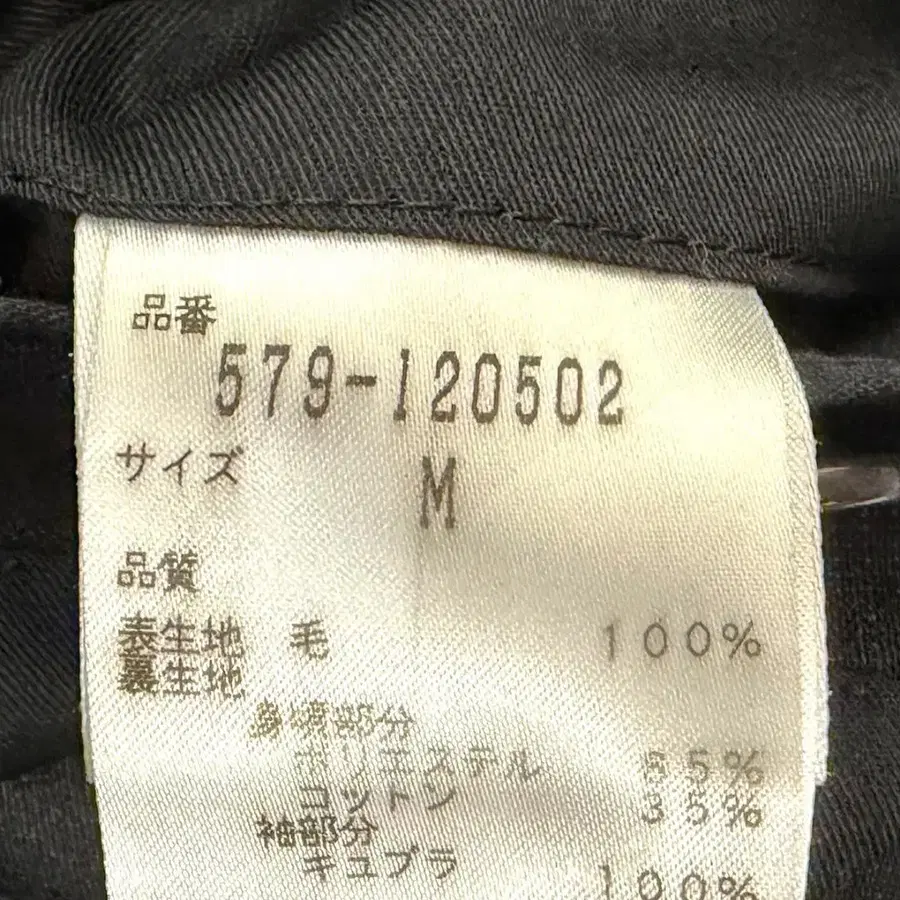 品番
579-120502
サイズ M
品質
表生地 毛 100%
裏生地
身頃部分
ポリエステル 65%
コットン 35%
袖部分
キュプラ 100%